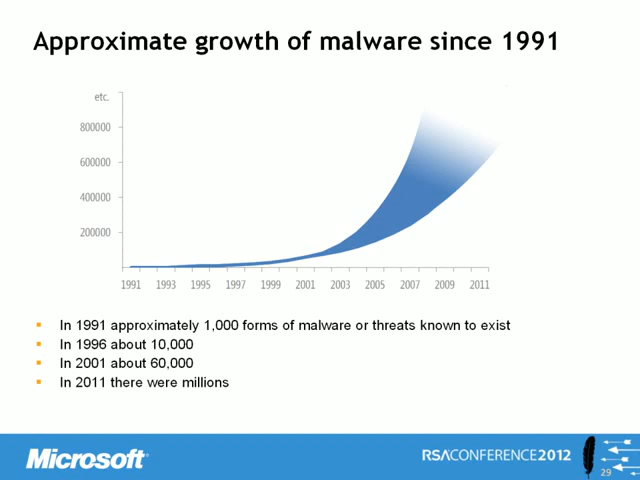 Approximate growth of malware since 1991
etc.
800000
600000
400000
200000
1991 1993 1995 1997 1999 2001 2003 2005 2007 2009 2011
In 1991 approximately 1,000 forms of malware or threats known to exist
In 1996 about 10,000
In 2001 about 60,000
In 2011 there were millions
Microsoft
RSACONFERENCE2012
29